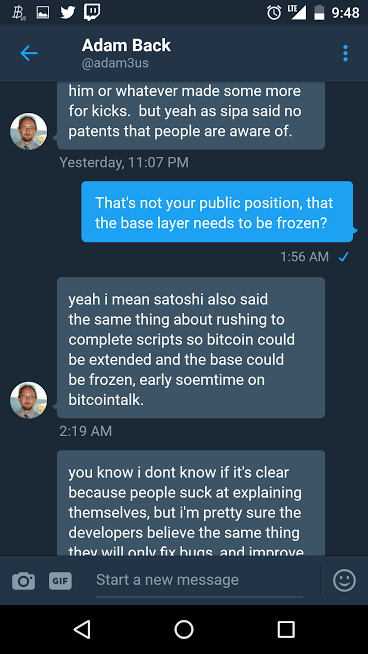 LTE 9:48
Adam Back
@adam3us
him or whatever made some more
for kicks.  but yeah as sipa said no
patents that people are aware of.
Yesterday, 11:07 PM
That's not your public position, that
the base layer needs to be frozen?
1:56 AM
yeah i mean satoshi also said
the same thing about rushing to
complete scripts so bitcoin could
be extended and the base could
be frozen, early soemtime on
bitcointalk.
2:19 AM
you know i dont know if it's clear
because people suck at explaining
themselves, but i'm pretty sure the
developers believe the same thing
they will only fix bugs, and improve
GIF Start a new message